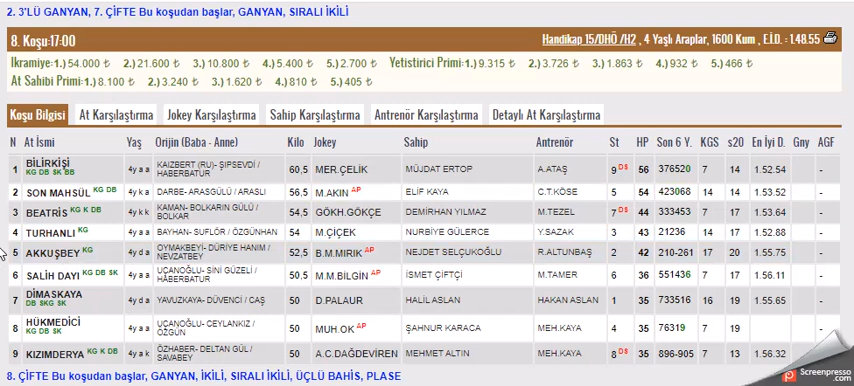 2. 3'LÜ GANYAN, 7. ÇİFTE Bu koşudan başlar, GANYAN, SIRALI İKİLİ
8. Koşu:17:00 Handikap 15/DHÖ /H2 , 4 Yaşlı Araplar, 1600 Kum , E.İ.D. : 1.48.55
Ikramiye:1.) 54.000 ₺ 2.) 21.600 ₺ 3.) 10.800 ₺ 4.) 5.400 ₺ 5.) 2.700 ₺ Yetistirici Primi:1.) 9.315 ₺ 2.) 3.726 ₺ 3.) 1.863 ₺ 4.) 932 ₺ 5.) 466 ₺
At Sahibi Primi:1.) 8.100 ₺ 2.) 3.240 ₺ 3.) 1.620 ₺ 4.) 810 ₺ 5.) 405 ₺
Koşu Bilgisi At Karşılaştırma Jokey Karşılaştırma Sahip Karşılaştırma Antrenör Karşılaştırma Detaylı At Karşılaştırma
N At İsmi Yaş Orijin (Baba - Anne) Kilo Jokey Sahip Antrenör St HP Son 6 Y. KGS s20 En İyi D. Gny AGF
1 BİLİRKİŞİ KG DB SK BB 4y a a KAIZBERT (RU)- ŞIFSEVDİ / HABERBATUR 60,5 MER.ÇELİK MÜJDAT ERTOP A.ATAŞ 9 DS 56 376520 7 14 1.52.54 -
2 SON MAHSÜL KG DB 4y k a DARBE- ARASGÜLÜ / ARASLI 56,5 M.AKIN AP ELİF KAYA C.T.KÖSE 5 54 423068 14 14 1.53.52 -
3 BEATRİS KG K DB 4y k k KAMAN- BOLKARIN GÜLÜ / BOLKAR 54,5 GÖKH.GÖKÇE DEMİRHAN YILMAZ M.TEZEL 7 DS 44 333453 7 17 1.53.64 -
4 TURHANLI KG 4y a a BAYHAN- SUFLÖR / ÖZGÜNHAN 54 M.ÇİÇEK NURBİYE GÜLERCE Y.SAZAK 3 43 21236 14 17 1.52.88 -
5 AKKUŞBEY KG 4y d a OYMAKBEYİ- DÜRİYE HANIM / NEVZATBEY 52,5 B.M.MIRIK AP NEJDET SELÇUKOĞLU R.ALTUNBAŞ 2 42 210-261 17 20 1.55.75 -
6 SALİH DAYI KG DB SK 4y d a UÇANOĞLU- SİNİ GÜZELİ / HABERBATUR 50,5 M.M.BİLGİN AP İSMET ÇİFTÇİ M.TAMER 6 36 551436 7 17 1.56.11 -
7 DİMASKAYA DB SKG SK 4y d a YAVUZKAYA- DÜVENCİ / CAŞ 50 D.PALAUR HALİL ASLAN HAKAN ASLAN 1 35 733516 16 19 1.55.65 -
8 HÜKMEDİCİ KG DB SK 4y a a UÇANOĞLU- CEYLANKIZ / OZGUN 50 MUH.OK AP ŞAHNUR KARACA MEH.KAYA 4 35 76319 7 19 -
9 KIZIMDERYA KG K DB 4y a k ÖZHABER- DELTAN GÜL / SAVABEY 50 A.C.DAĞDEVİREN MEHMET ALTIN MEH.KAYA 8 DS 35 896-905 7 13 1.56.32
8. ÇİFTE Bu koşudan başlar, GANYAN, İKİLİ, SIRALI İKİLİ, ÜÇLÜ BAHİS, PLASE
Screenpresso.com